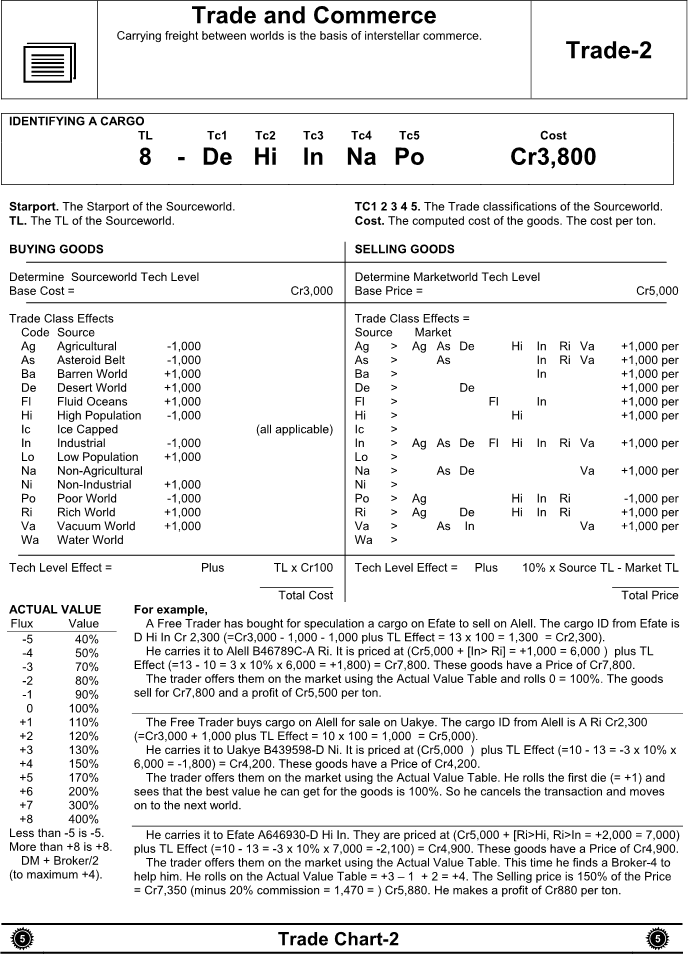 Trade and Commerce
Carrying freight between worlds is the basis of interstellar commerce.
Trade-2
IDENTIFYING A CARGO
TL Tc1 Tc2 Tc3 Tc4 Tc5 Cost
8 - De Hi In Na Po Cr3,800
Starport. The Starport of the Sourceworld.
TL. The TL of the Sourceworld.
TC1 2 3 4 5. The Trade classifications of the Sourceworld.
Cost. The computed cost of the goods. The cost per ton.
BUYING GOODS
Determine Sourceworld Tech Level
Base Cost = Cr3,000
Trade Class Effects
Code Source
Ag Agricultural -1,000
As Asteroid Belt -1,000
Ba Barren World +1,000
De Desert World +1,000
Fl Fluid Oceans +1,000
Hi High Population -1,000
Ic Ice Capped (all applicable)
In Industrial -1,000
Lo Low Population +1,000
Na Non-Agricultural
Ni Non-Industrial +1,000
Po Poor World -1,000
Ri Rich World +1,000
Va Vacuum World +1,000
Wa Water World
Tech Level Effect = Plus TL x Cr100
Total Cost
SELLING GOODS
Determine Marketworld Tech Level
Base Price = Cr5,000
Trade Class Effects =
Source Market
Ag > Ag As De Hi In Ri Va +1,000 per
As > As In Ri Va +1,000 per
Ba > In +1,000 per
De > De +1,000 per
Fl > Fl In +1,000 per
Hi > Hi +1,000 per
Ic >
In > Ag As De Fl Hi In Ri Va +1,000 per
Lo >
Na > As De Va +1,000 per
Ni >
Po > Ag Hi In Ri -1,000 per
Ri > Ag De Hi In Ri +1,000 per
Va > As In Va +1,000 per
Wa >
Tech Level Effect = Plus 10% x Source TL - Market TL
Total Price
ACTUAL VALUE
Flux Value
-5 40%
-4 50%
-3 70%
-2 80%
-1 90%
0 100%
+1 110%
+2 120%
+3 130%
+4 150%
+5 170%
+6 200%
+7 300%
+8 400%
Less than -5 is -5.
More than +8 is +8.
DM + Broker/2
(to maximum +4).
For example,
A Free Trader has bought for speculation a cargo on Efate to sell on Alell. The cargo ID from Efate is
D Hi In Cr 2,300 (=Cr3,000 - 1,000 - 1,000 plus TL Effect = 13 x 100 = 1,300 = Cr2,300).
He carries it to Alell B46789C-A Ri. It is priced at (Cr5,000 + [In> Ri] = +1,000 = 6,000 ) plus TL
Effect (=13 - 10 = 3 x 10% x 6,000 = +1,800) = Cr7,800. These goods have a Price of Cr7,800.
The trader offers them on the market using the Actual Value Table and rolls 0 = 100%. The goods
sell for Cr7,800 and a profit of Cr5,500 per ton.
The Free Trader buys cargo on Alell for sale on Uakye. The cargo ID from Alell is A Ri Cr2,300
(=Cr3,000 + 1,000 plus TL Effect = 10 x 100 = 1,000 = Cr5,000).
He carries it to Uakye B439598-D Ni. It is priced at (Cr5,000 ) plus TL Effect (=10 - 13 = -3 x 10% x
6,000 = -1,800) = Cr4,200. These goods have a Price of Cr4,200.
The trader offers them on the market using the Actual Value Table. He rolls the first die (= +1) and
sees that the best value he can get for the goods is 100%. So he cancels the transaction and moves
on to the next world.
He carries it to Efate A646930-D Hi In. They are priced at (Cr5,000 + [Ri>Hi, Ri>In = +2,000 = 7,000)
plus TL Effect (=10 - 13 = -3 x 10% x 7,000 = -2,100) = Cr4,900. These goods have a Price of Cr4,900.
The trader offers them on the market using the Actual Value Table. This time he finds a Broker-4 to
help him. He rolls on the Actual Value Table = +3 – 1 + 2 = +4. The Selling price is 150% of the Price
= Cr7,350 (minus 20% commission = 1,470 = ) Cr5,880. He makes a profit of Cr880 per ton.
5 Trade Chart-2 5